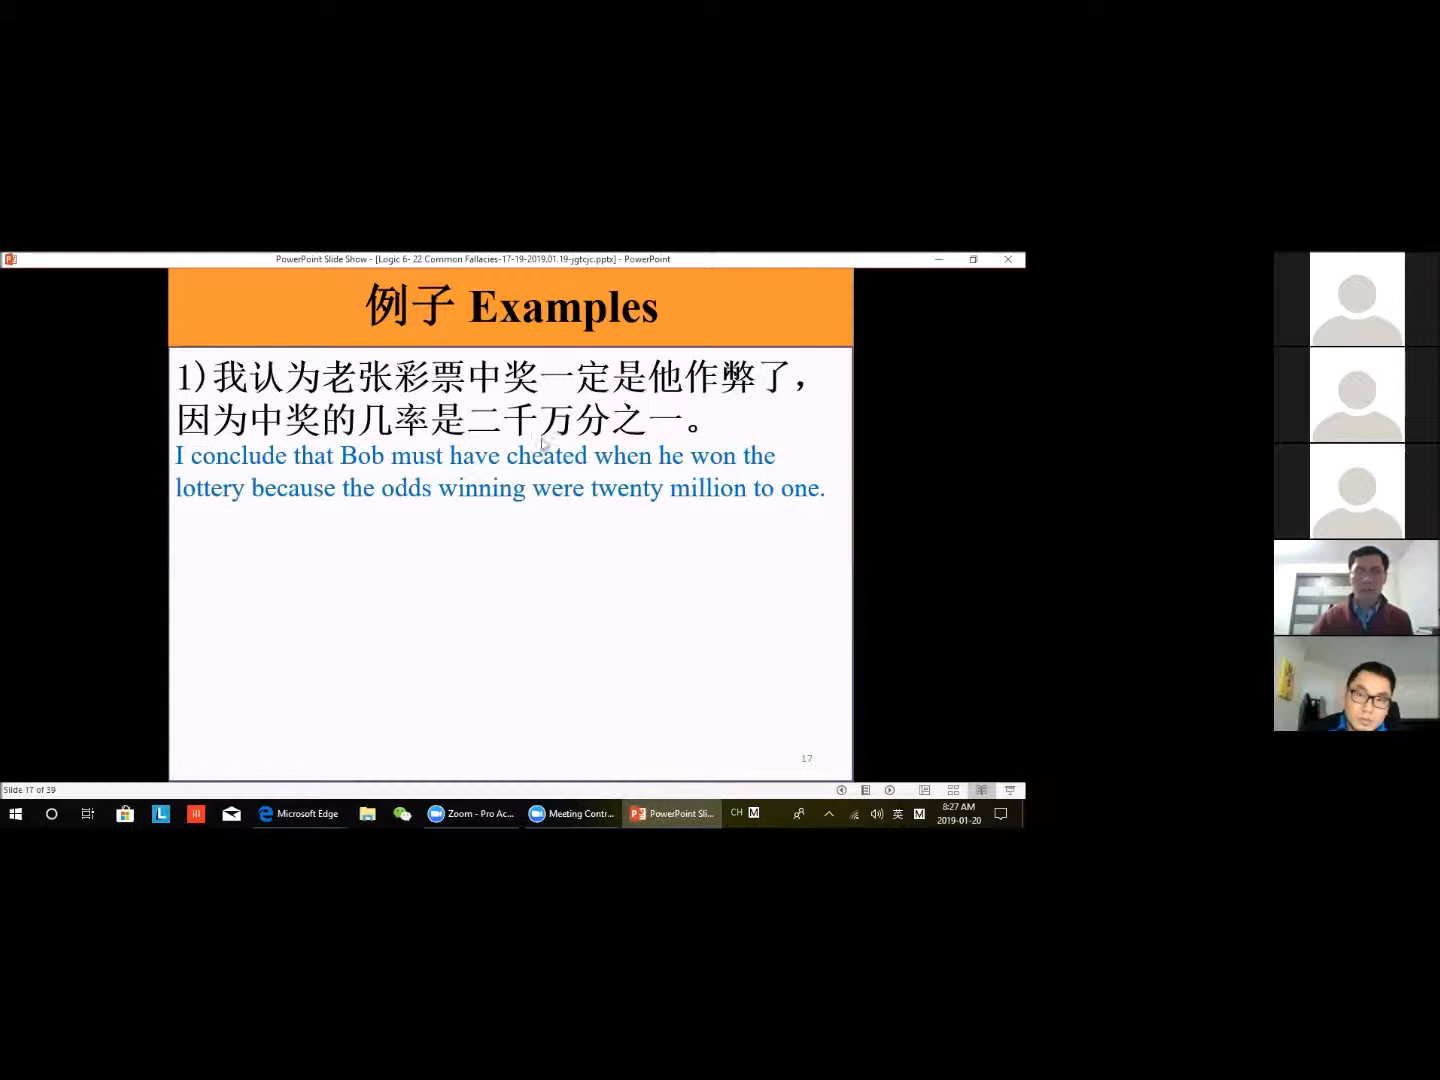 PowerPoint Slide Show - [Logic 6- 22 Common Fallacies-17-19-2019.01.19-jgtcjc.pptx] - PowerPoint
例子 Examples
1)我认为老张彩票中奖一定是他作弊了，
因为中奖的几率是二千万分之一。
I conclude that Bob must have cheated when he won the
lottery because the odds winning were twenty million to one.
17
Slide 17 of 39
Microsoft Edge
Zoom - Pro Ac...
Meeting Contr...
PowerPoint Sli...
CH M
英 M
8:27 AM
2019-01-20